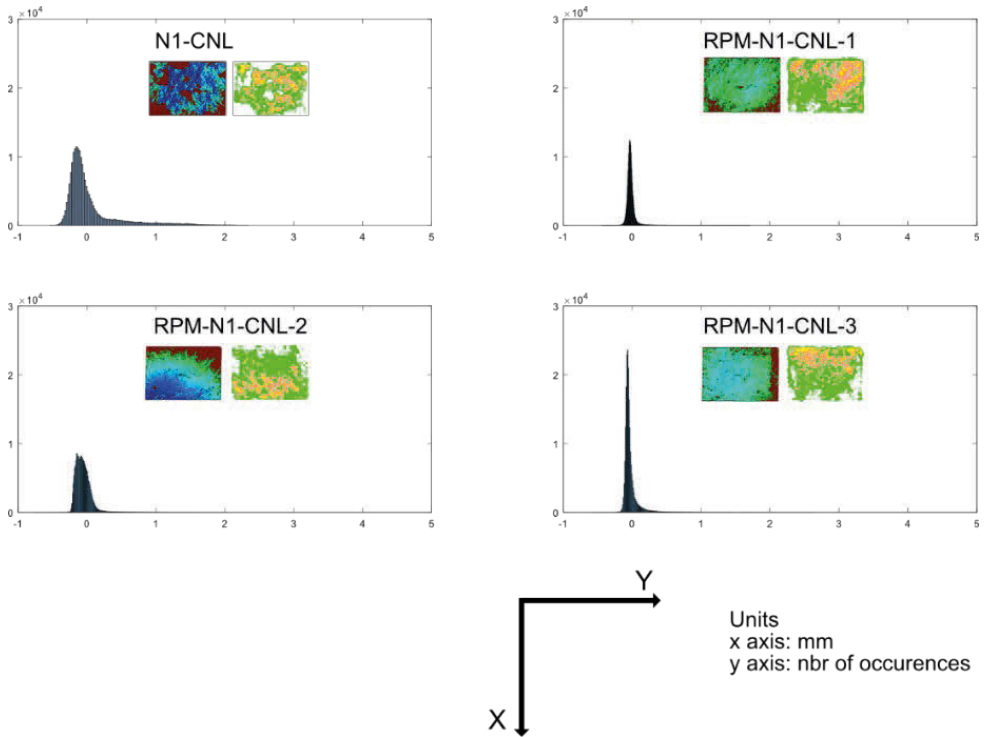 ×10⁴
3
N1-CNL
2
1
0
-1 0 1 2 3 4 5
×10⁴
3
RPM-N1-CNL-1
2
1
0
-1 0 1 2 3 4 5
×10⁴
3
RPM-N1-CNL-2
2
1
0
-1 0 1 2 3 4 5
×10⁴
3
RPM-N1-CNL-3
2
1
0
-1 0 1 2 3 4 5
Y
X
Units
x axis: mm
y axis: nbr of occurences